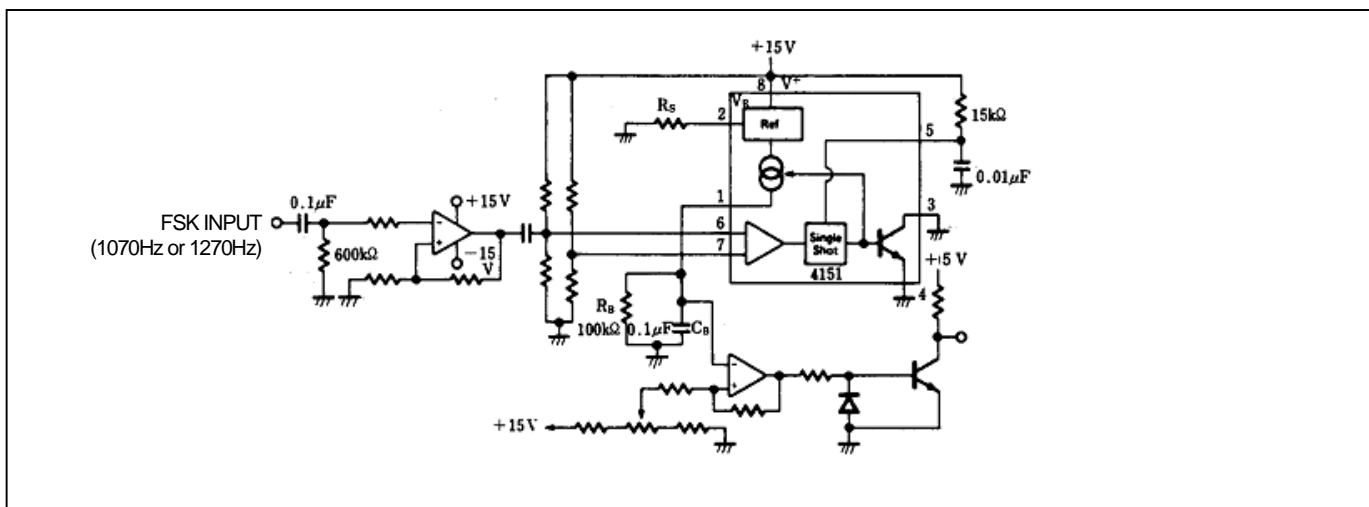 +15V
8 V+
VR
RS
2
Ref
15kΩ
5
0.01μF
1
3
0.1μF
+15V
FSK INPUT
(1070Hz or 1270Hz)
600kΩ
−
+
−15
V
6
7
Single
Shot
4151
+5V
4
RB
100kΩ
0.1μF
CB
−
+
+15V